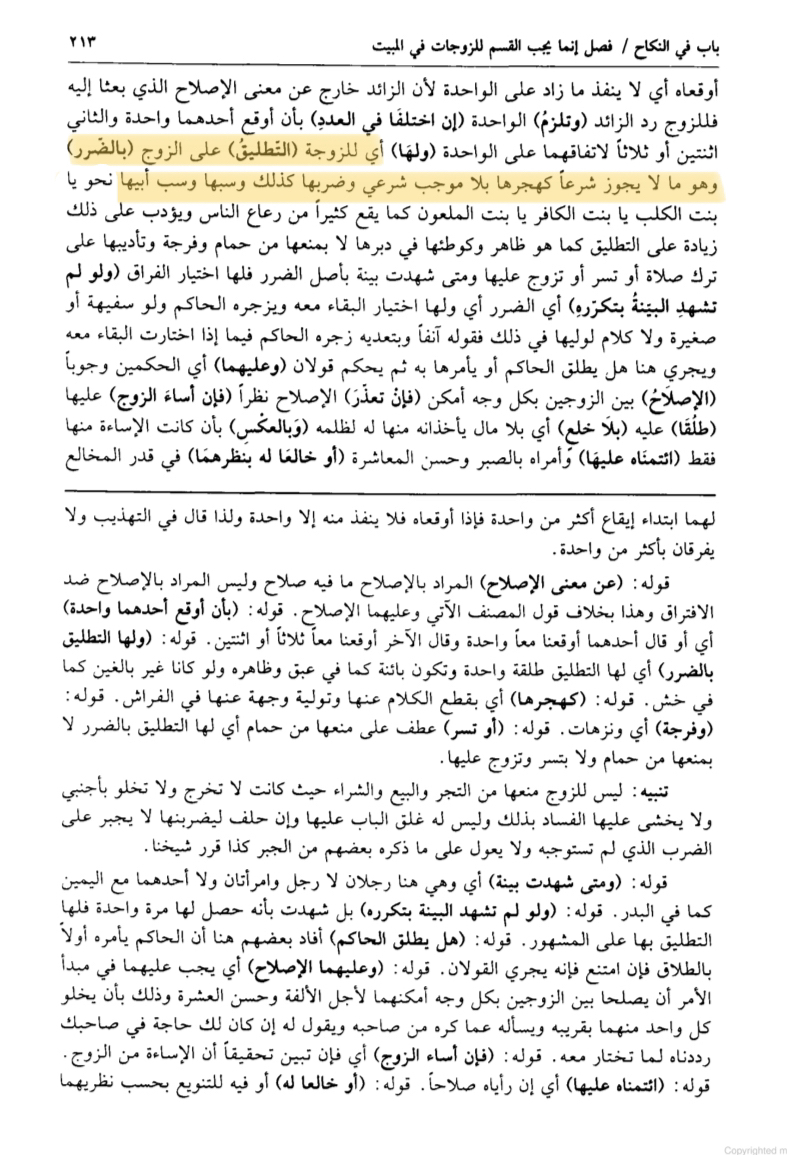 باب في النكاح / فصل إنما يجب القسم للزوجات في المبيت ٢١٣
أوقعاه أي لا ينفذ ما زاد على الواحدة لأن الزائد خارج عن معنى الإصلاح الذي بعثا إليه
فللزوج رد الزائد (وتلزمُ) الواحدة (إن اختلفَا في العددِ) بأن أوقع أحدهما واحدة والثاني
اثنتين أو ثلاثاً لاتفاقهما على الواحدة (ولهَا) أي للزوجة (التّطليقُ) على الزوج (بالضّرر)
وهو ما لا يجوز شرعاً كهجرها بلا موجب شرعي وضربها كذلك وسبها وسب أبيها نحو يا
بنت الكلب يا بنت الكافر يا بنت الملعون كما يقع كثيراً من رعاع الناس ويؤدب على ذلك
زيادة على التطليق كما هو ظاهر وكوطئها في دبرها لا بمنعها من حمام وفرجة وتأديبها على
ترك صلاة أو تسر أو تزوج عليها ومتى شهدت بينة بأصل الضرر فلها اختيار الفراق (ولو لم
تشهدِ البيّنةُ بتكرّرهِ) أي الضرر أي ولها اختيار البقاء معه ويزجره الحاكم ولو سفيهة أو
صغيرة ولا كلام لوليها في ذلك فقوله آنفاً وبتعديه زجره الحاكم فيما إذا اختارت البقاء معه
ويجري هنا هل يطلق الحاكم أو يأمرها به ثم يحكم قولان (وعليهما) أي الحكمين وجوباً
(الإصلَاحُ) بين الزوجين بكل وجه أمكن (فإنْ تعذّرَ) الإصلاح نظراً (فإن أساءَ الزوج) عليها
(طلّقَا) عليه (بلَا خلعٍ) أي بلا مال يأخذانه منها له لظلمه (وَبالعكْسِ) بأن كانت الإساءة منها
فقط (ائتمنَاه عليهَا) وأمراه بالصبر وحسن المعاشرة (أو خالعَا له بنظرهمَا) في قدر المخالع
لهما ابتداء إيقاع أكثر من واحدة فإذا أوقعاه فلا ينفذ منه إلا واحدة ولذا قال في التهذيب ولا
يفرقان بأكثر من واحدة.
قوله: (عن معنى الإصلاح) المراد بالإصلاح ما فيه صلاح وليس المراد بالإصلاح ضد
الافتراق وهذا بخلاف قول المصنف الآتي وعليهما الإصلاح. قوله: (بأن أوقع أحدهما واحدة)
أي أو قال أحدهما أوقعنا معاً واحدة وقال الآخر أوقعنا معاً ثلاثاً أو اثنتين. قوله: (ولها التطليق
بالضرر) أي لها التطليق طلقة واحدة وتكون بائنة كما في عبق وظاهره ولو كانا غير بالغين كما
في خش. قوله: (كهجرها) أي بقطع الكلام عنها وتولية وجهة عنها في الفراش. قوله:
(وفرجة) أي ونزهات. قوله: (أو تسر) عطف على منعها من حمام أي لها التطليق بالضرر لا
بمنعها من حمام ولا بتسر وتزوج عليها.
تنبيه: ليس للزوج منعها من التجر والبيع والشراء حيث كانت لا تخرج ولا تخلو بأجنبي
ولا يخشى عليها الفساد بذلك وليس له غلق الباب عليها وإن حلف ليضربنها لا يجبر على
الضرب الذي لم تستوجبه ولا يعول على ما ذكره بعضهم من الجبر كذا قرر شيخنا.
قوله: (ومتى شهدت بينة) أي وهي هنا رجلان لا رجل وامرأتان ولا أحدهما مع اليمين
كما في البدر. قوله: (ولو لم تشهد البينة بتكرره) بل شهدت بأنه حصل لها مرة واحدة فلها
التطليق بها على المشهور. قوله: (هل يطلق الحاكم) أفاد بعضهم هنا أن الحاكم يأمره أولاً
بالطلاق فإن امتنع فإنه يجري القولان. قوله: (وعليهما الإصلاح) أي يجب عليهما في مبدأ
الأمر أن يصلحا بين الزوجين بكل وجه أمكنهما لأجل الألفة وحسن العشرة وذلك بأن يخلو
كل واحد منهما بقريبه ويسأله عما كره من صاحبه ويقول له إن كان لك حاجة في صاحبك
رددناه لما تختار معه. قوله: (فإن أساء الزوج) أي فإن تبين تحقيقاً أن الإساءة من الزوج.
قوله: (ائتمناه عليها) أي إن رأياه صلاحاً. قوله: (أو خالعا له) أو فيه للتنويع بحسب نظريهما
Copyrighted m